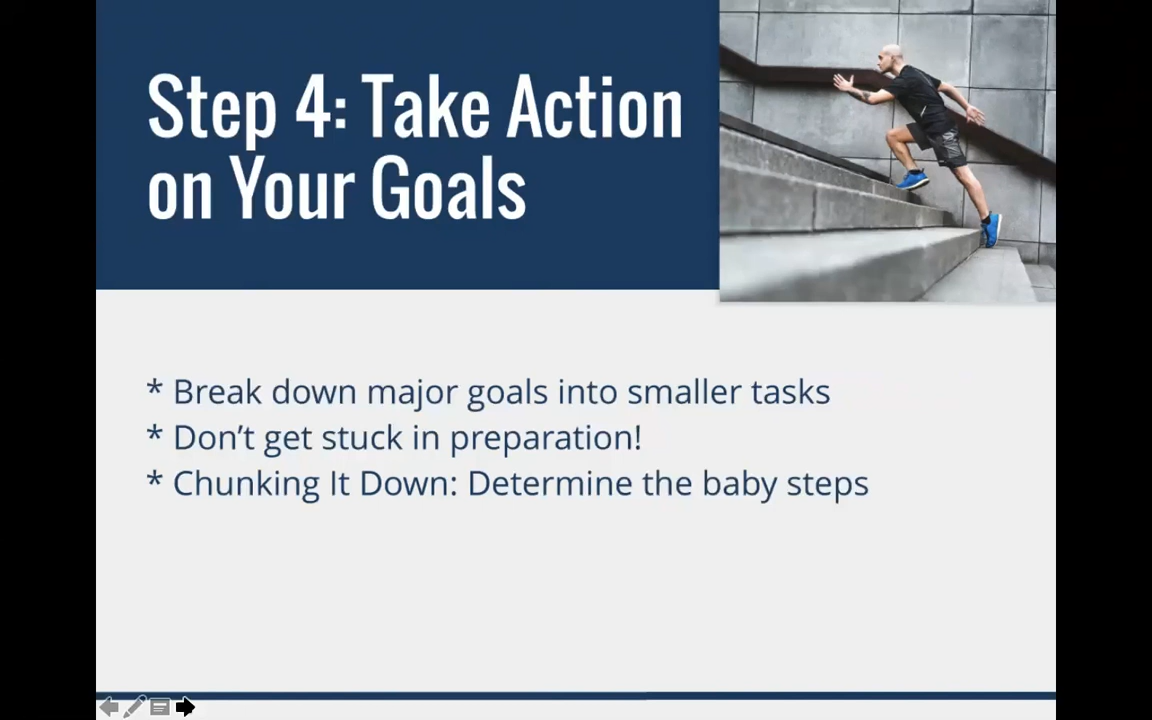 Step 4: Take Action
on Your Goals
* Break down major goals into smaller tasks
* Don’t get stuck in preparation!
* Chunking It Down: Determine the baby steps